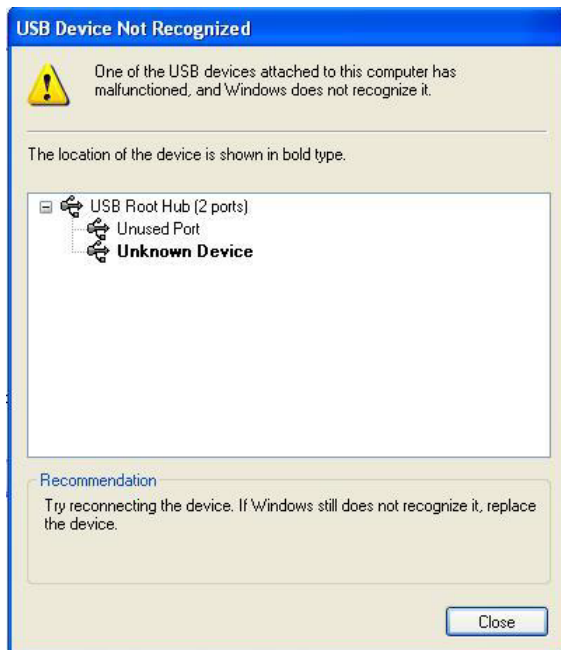 USB Device Not Recognized
One of the USB devices attached to this computer has
malfunctioned, and Windows does not recognize it.
The location of the device is shown in bold type.
USB Root Hub (2 ports)
Unused Port
Unknown Device
Recommendation
Try reconnecting the device. If Windows still does not recognize it, replace
the device.
Close